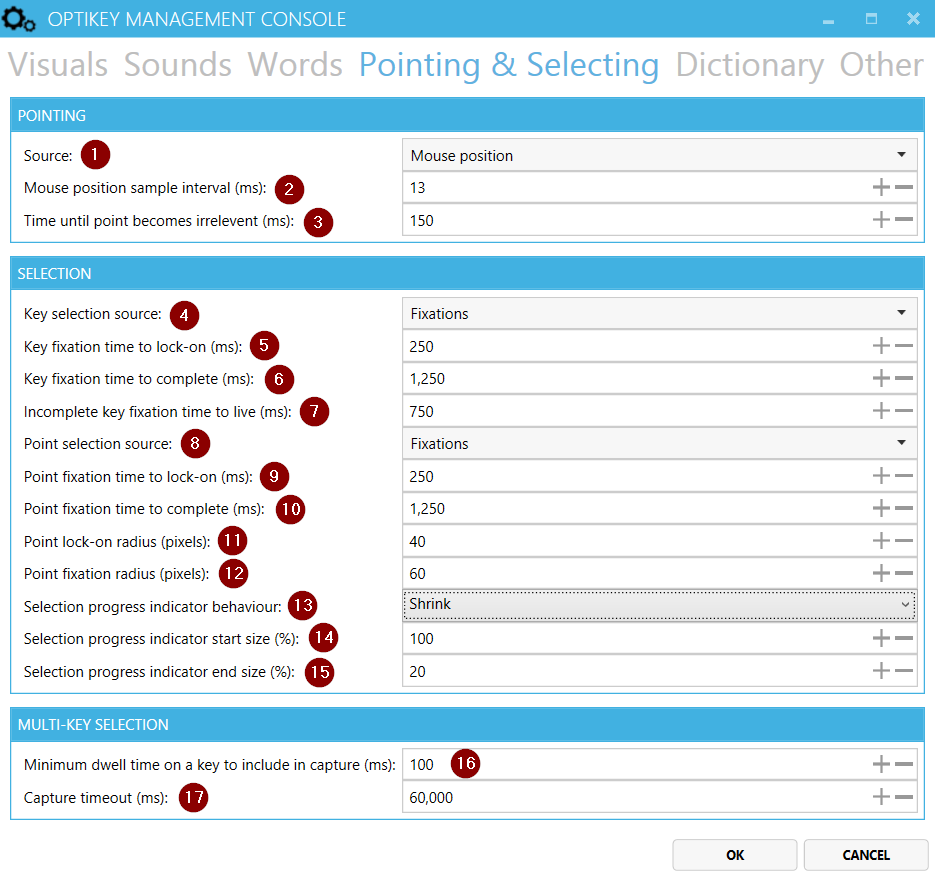 OPTIKEY MANAGEMENT CONSOLE
Visuals Sounds Words Pointing & Selecting Dictionary Other
POINTING
Source: 1 Mouse position
Mouse position sample interval (ms): 2 13
Time until point becomes irrelevent (ms): 3 150
SELECTION
Key selection source: 4 Fixations
Key fixation time to lock-on (ms): 5 250
Key fixation time to complete (ms): 6 1,250
Incomplete key fixation time to live (ms): 7 750
Point selection source: 8 Fixations
Point fixation time to lock-on (ms): 9 250
Point fixation time to complete (ms): 10 1,250
Point lock-on radius (pixels): 11 40
Point fixation radius (pixels): 12 60
Selection progress indicator behaviour: 13 Shrink
Selection progress indicator start size (%): 14 100
Selection progress indicator end size (%): 15 20
MULTI-KEY SELECTION
Minimum dwell time on a key to include in capture (ms): 100 16
Capture timeout (ms): 17 60,000
OK CANCEL